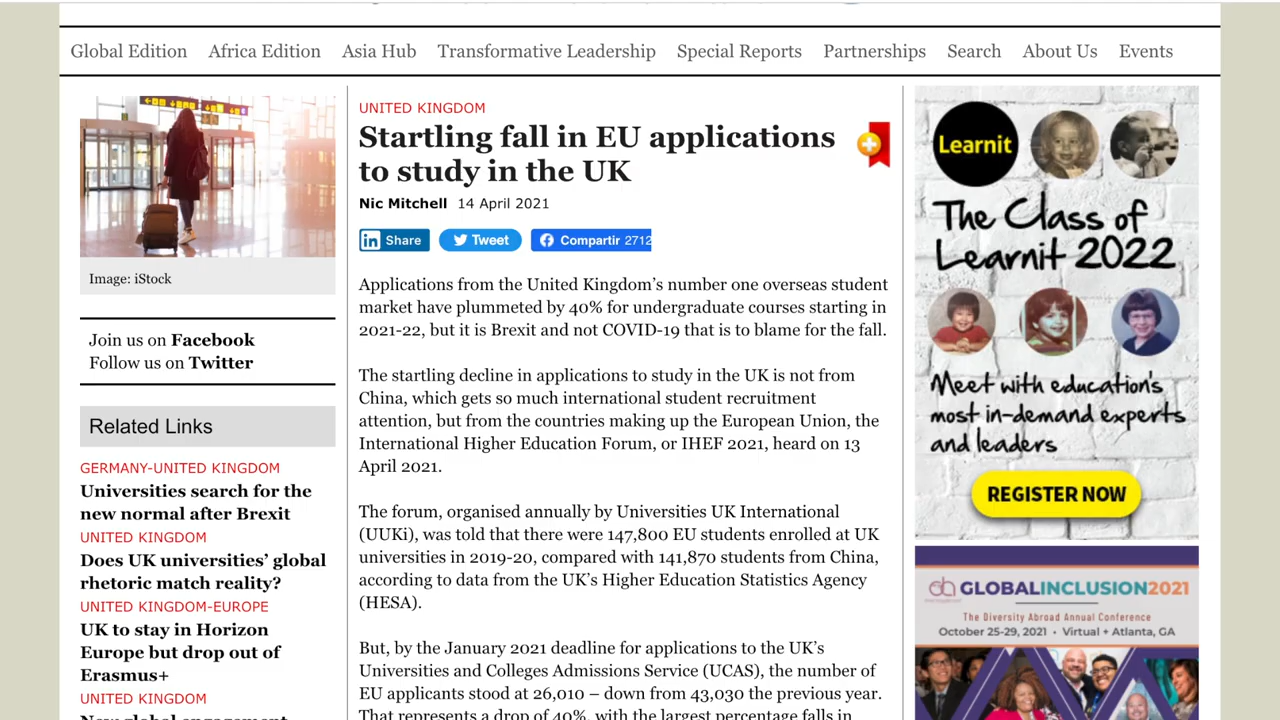 Global Edition Africa Edition Asia Hub Transformative Leadership Special Reports Partnerships Search About Us Events
Image: iStock
Join us on Facebook
Follow us on Twitter
Related Links
GERMANY-UNITED KINGDOM
Universities search for the
new normal after Brexit
UNITED KINGDOM
Does UK universities’ global
rhetoric match reality?
UNITED KINGDOM-EUROPE
UK to stay in Horizon
Europe but drop out of
Erasmus+
UNITED KINGDOM
New global engagement
UNITED KINGDOM
Startling fall in EU applications
to study in the UK
Nic Mitchell 14 April 2021
in Share Tweet Compartir 2712
Applications from the United Kingdom’s number one overseas student
market have plummeted by 40% for undergraduate courses starting in
2021-22, but it is Brexit and not COVID-19 that is to blame for the fall.
The startling decline in applications to study in the UK is not from
China, which gets so much international student recruitment
attention, but from the countries making up the European Union, the
International Higher Education Forum, or IHEF 2021, heard on 13
April 2021.
The forum, organised annually by Universities UK International
(UUKi), was told that there were 147,800 EU students enrolled at UK
universities in 2019-20, compared with 141,870 students from China,
according to data from the UK’s Higher Education Statistics Agency
(HESA).
But, by the January 2021 deadline for applications to the UK’s
Universities and Colleges Admissions Service (UCAS), the number of
EU applicants stood at 26,010 – down from 43,030 the previous year.
That represents a drop of 40%, with the largest percentage falls in
Learnit
The Class of
Learnit 2022
Meet with education's
most in-demand experts
and leaders
REGISTER NOW
GLOBALINCLUSION2021
The Diversity Abroad Annual Conference
October 25-29, 2021 • Virtual + Atlanta, GA